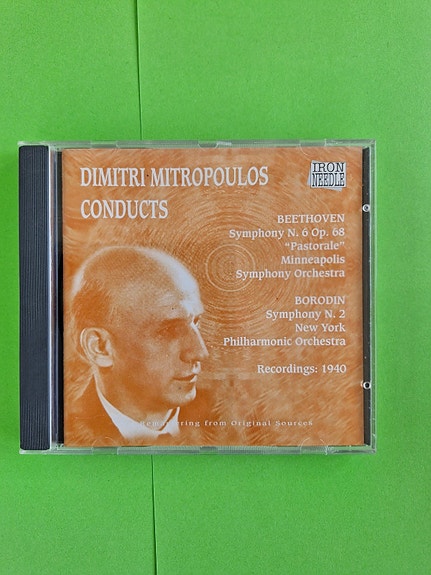 DIMITRI MITROPOULOS
CONDUCTS
IRON
NEEDLE
BEETHOVEN
Symphony N. 6 Op. 68
"Pastorale"
Minneapolis
Symphony Orchestra
BORODIN
Symphony N. 2
New York
Philharmonic Orchestra
Recordings: 1940
Remastering from Original Sources